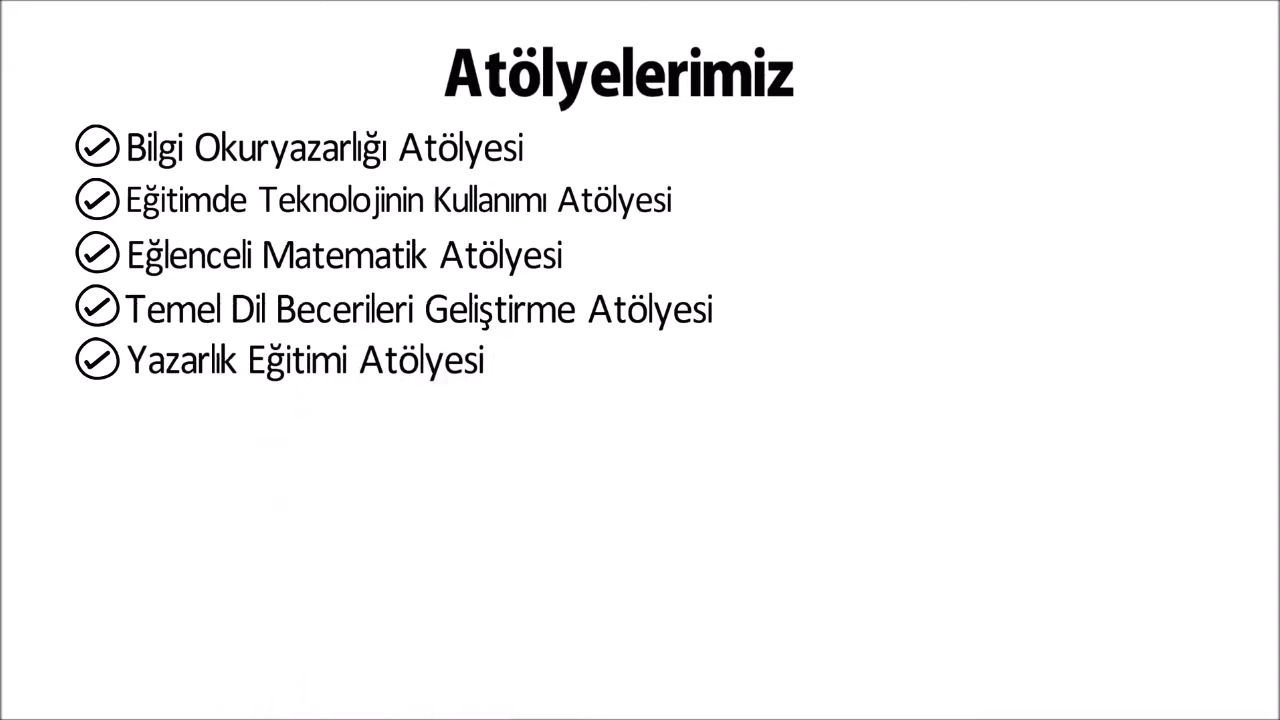 Atölyelerimiz
Bilgi Okuryazarlığı Atölyesi
Eğitimde Teknolojinin Kullanımı Atölyesi
Eğlenceli Matematik Atölyesi
Temel Dil Becerileri Geliştirme Atölyesi
Yazarlık Eğitimi Atölyesi